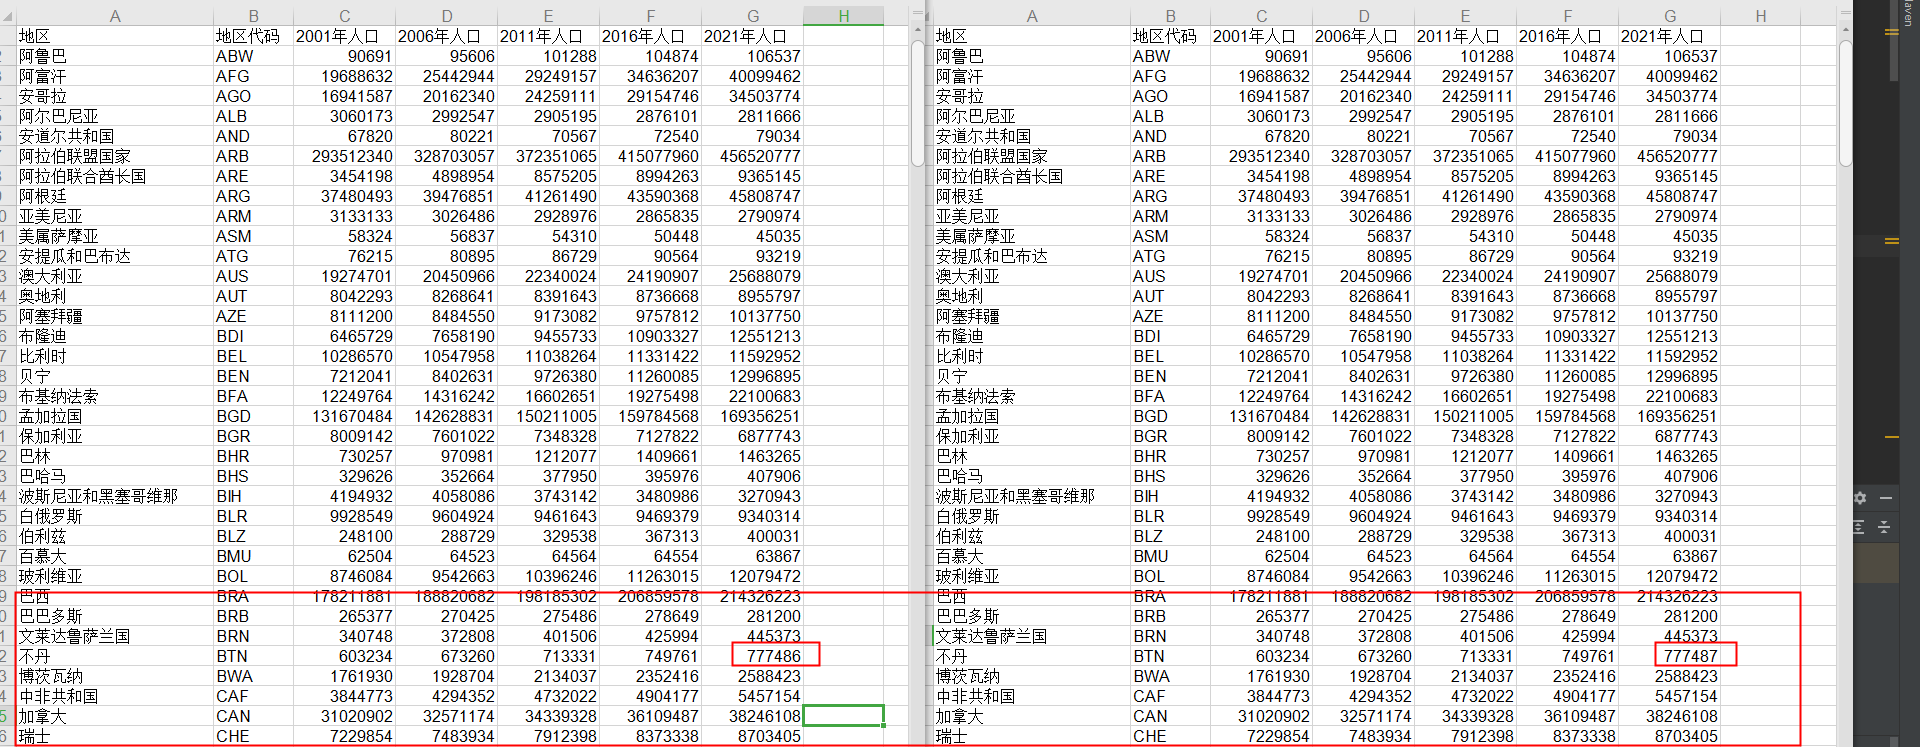 A B C D E F G H
地区 地区代码 2001年人口 2006年人口 2011年人口 2016年人口 2021年人口
阿鲁巴 ABW 90691 95606 101288 104874 106537
阿富汗 AFG 19688632 25442944 29249157 34636207 40099462
安哥拉 AGO 16941587 20162340 24259111 29154746 34503774
阿尔巴尼亚 ALB 3060173 2992547 2905195 2876101 2811666
安道尔共和国 AND 67820 80221 70567 72540 79034
阿拉伯联盟国家 ARB 293512340 328703057 372351065 415077960 456520777
阿拉伯联合酋长国 ARE 3454198 4898954 8575205 8994263 9365145
阿根廷 ARG 37480493 39476851 41261490 43590368 45808747
亚美尼亚 ARM 3133133 3026486 2928976 2865835 2790974
美属萨摩亚 ASM 58324 56837 54310 50448 45035
安提瓜和巴布达 ATG 76215 80895 86729 90564 93219
澳大利亚 AUS 19274701 20450966 22340024 24190907 25688079
奥地利 AUT 8042293 8268641 8391643 8736668 8955797
阿塞拜疆 AZE 8111200 8484550 9173082 9757812 10137750
布隆迪 BDI 6465729 7658190 9455733 10903327 12551213
比利时 BEL 10286570 10547958 11038264 11331422 11592952
贝宁 BEN 7212041 8402631 9726380 11260085 12996895
布基纳法索 BFA 12249764 14316242 16602651 19275498 22100683
孟加拉国 BGD 131670484 142628831 150211005 159784568 169356251
保加利亚 BGR 8009142 7601022 7348328 7127822 6877743
巴林 BHR 730257 970981 1212077 1409661 1463265
巴哈马 BHS 329626 352664 377950 395976 407906
波斯尼亚和黑塞哥维那 BIH 4194932 4058086 3743142 3480986 3270943
白俄罗斯 BLR 9928549 9604924 9461643 9469379 9340314
伯利兹 BLZ 248100 288729 329538 367313 400031
百慕大 BMU 62504 64523 64564 64554 63867
玻利维亚 BOL 8746084 9542663 10396246 11263015 12079472
巴西 BRA 178211881 188820682 198185302 206859578 214326223
巴巴多斯 BRB 265377 270425 275486 278649 281200
文莱达鲁萨兰国 BRN 340748 372808 401506 425994 445373
不丹 BTN 603234 673260 713331 749761 777486
博茨瓦纳 BWA 1761930 1928704 2134037 2352416 2588423
中非共和国 CAF 3844773 4294352 4732022 4904177 5457154
加拿大 CAN 31020902 32571174 34339328 36109487 38246108
瑞士 CHE 7229854 7483934 7912398 8373338 8703405
A B C D E F G H
地区 地区代码 2001年人口 2006年人口 2011年人口 2016年人口 2021年人口
阿鲁巴 ABW 90691 95606 101288 104874 106537
阿富汗 AFG 19688632 25442944 29249157 34636207 40099462
安哥拉 AGO 16941587 20162340 24259111 29154746 34503774
阿尔巴尼亚 ALB 3060173 2992547 2905195 2876101 2811666
安道尔共和国 AND 67820 80221 70567 72540 79034
阿拉伯联盟国家 ARB 293512340 328703057 372351065 415077960 456520777
阿拉伯联合酋长国 ARE 3454198 4898954 8575205 8994263 9365145
阿根廷 ARG 37480493 39476851 41261490 43590368 45808747
亚美尼亚 ARM 3133133 3026486 2928976 2865835 2790974
美属萨摩亚 ASM 58324 56837 54310 50448 45035
安提瓜和巴布达 ATG 76215 80895 86729 90564 93219
澳大利亚 AUS 19274701 20450966 22340024 24190907 25688079
奥地利 AUT 8042293 8268641 8391643 8736668 8955797
阿塞拜疆 AZE 8111200 8484550 9173082 9757812 10137750
布隆迪 BDI 6465729 7658190 9455733 10903327 12551213
比利时 BEL 10286570 10547958 11038264 11331422 11592952
贝宁 BEN 7212041 8402631 9726380 11260085 12996895
布基纳法索 BFA 12249764 14316242 16602651 19275498 22100683
孟加拉国 BGD 131670484 142628831 150211005 159784568 169356251
保加利亚 BGR 8009142 7601022 7348328 7127822 6877743
巴林 BHR 730257 970981 1212077 1409661 1463265
巴哈马 BHS 329626 352664 377950 395976 407906
波斯尼亚和黑塞哥维那 BIH 4194932 4058086 3743142 3480986 3270943
白俄罗斯 BLR 9928549 9604924 9461643 9469379 9340314
伯利兹 BLZ 248100 288729 329538 367313 400031
百慕大 BMU 62504 64523 64564 64554 63867
玻利维亚 BOL 8746084 9542663 10396246 11263015 12079472
巴西 BRA 178211881 188820682 198185302 206859578 214326223
巴巴多斯 BRB 265377 270425 275486 278649 281200
文莱达鲁萨兰国 BRN 340748 372808 401506 425994 445373
不丹 BTN 603234 673260 713331 749761 777487
博茨瓦纳 BWA 1761930 1928704 2134037 2352416 2588423
中非共和国 CAF 3844773 4294352 4732022 4904177 5457154
加拿大 CAN 31020902 32571174 34339328 36109487 38246108
瑞士 CHE 7229854 7483934 7912398 8373338 8703405